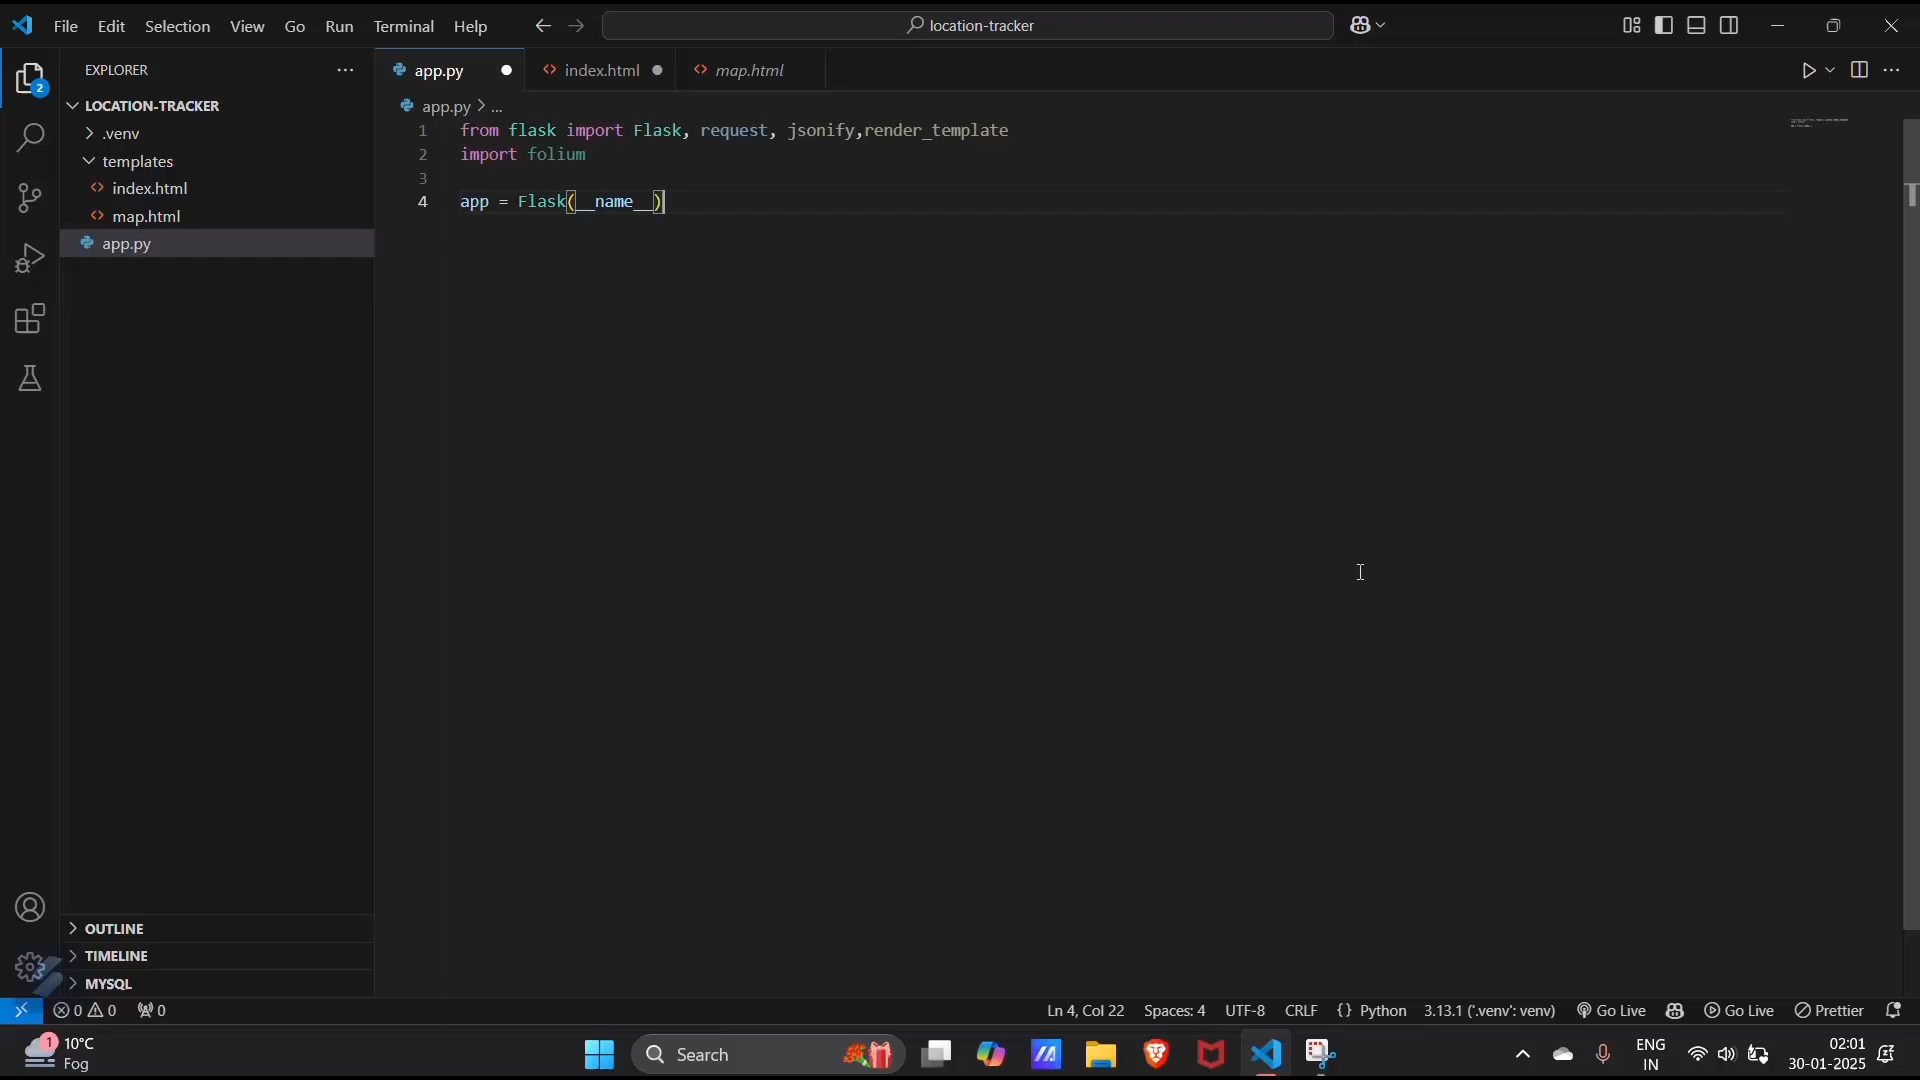 File Edit Selection View Go Run Terminal Help
location-tracker
EXPLORER
app.py
index.html
map.html
2
LOCATION-TRACKER
app.py > ...
.venv
templates
index.html
map.html
app.py
1 from flask import Flask, request, jsonify,render_template
2 import folium
3
4 app = Flask(__name__)
OUTLINE
TIMELINE
MYSQL
0 0 0
Ln 4, Col 22 Spaces: 4 UTF-8 CRLF {} Python 3.13.1 ('.venv': venv) Go Live Go Live Prettier
1
10°C
Fog
Search
ENG
IN
02:01
30-01-2025